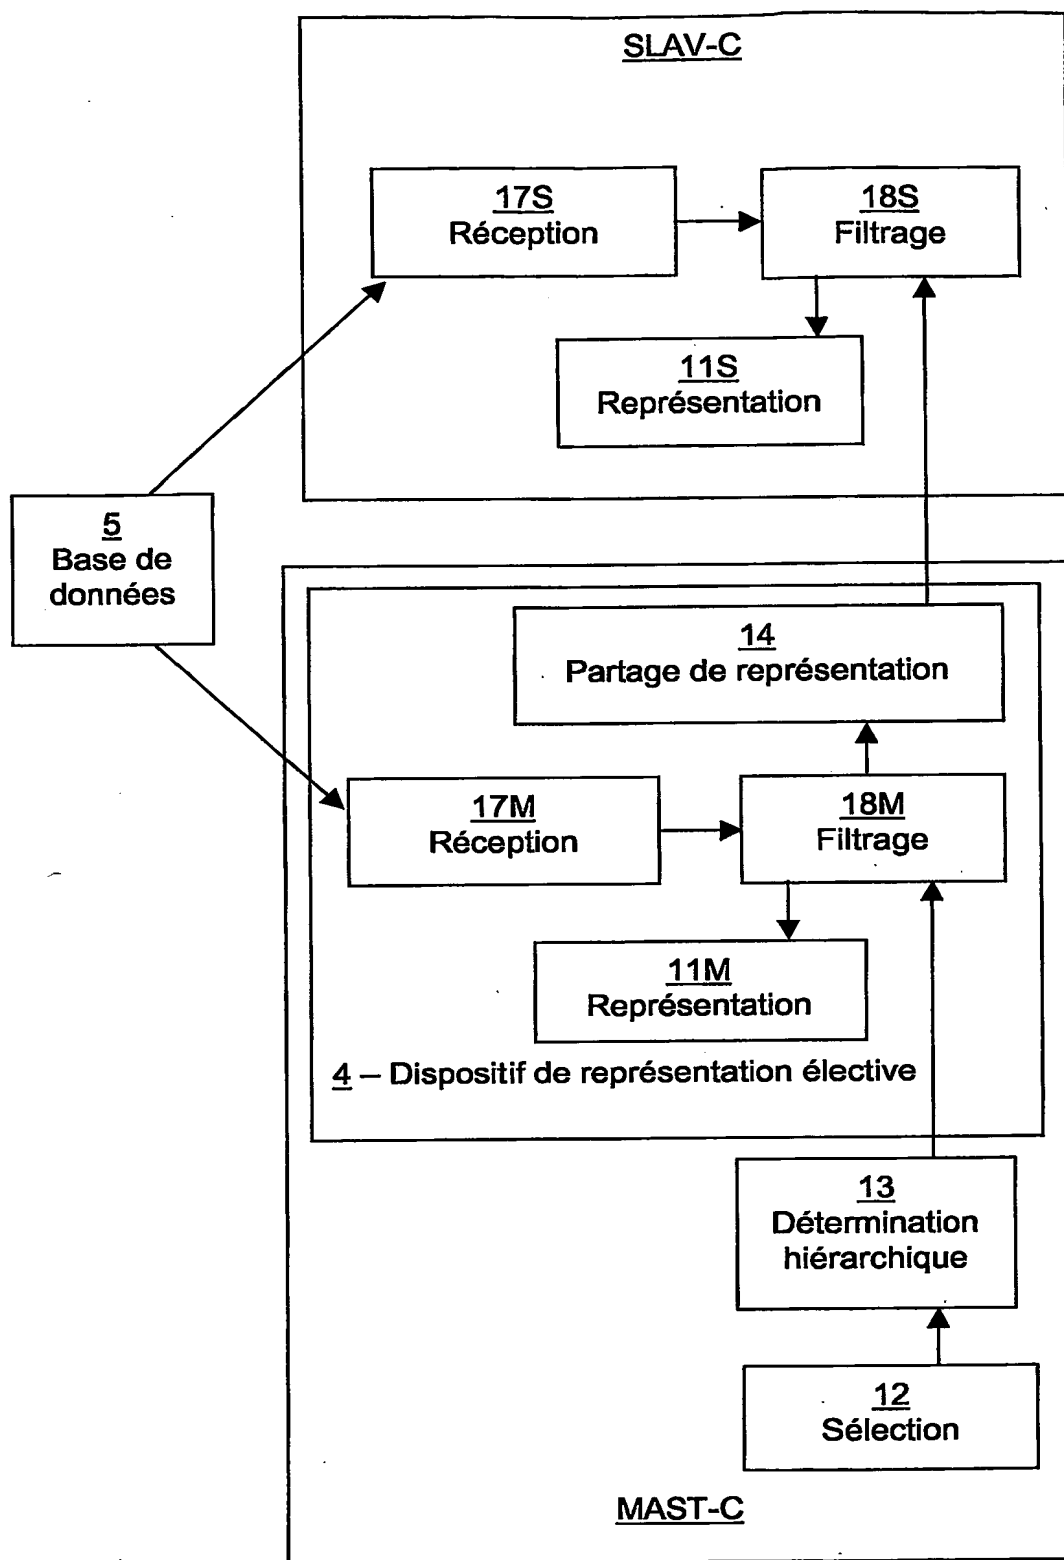 SLAV-C
17S
Réception
18S
Filtrage
11S
Représentation
5
Base de
données
14
Partage de représentation
17M
Réception
18M
Filtrage
11M
Représentation
4 – Dispositif de représentation élective
13
Détermination
hiérarchique
12
Sélection
MAST-C